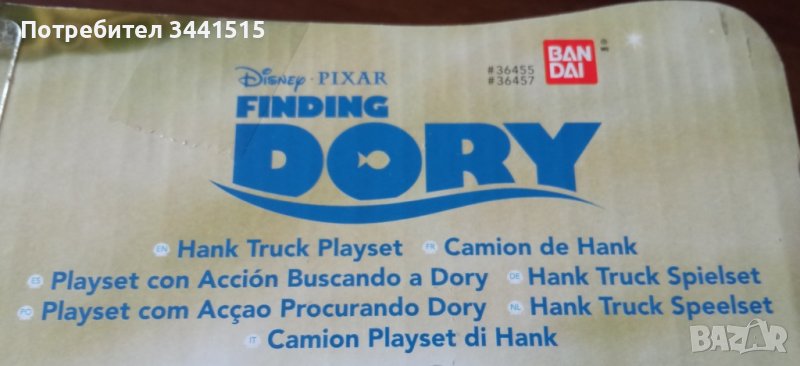 Потребител 3441515
BAN
DAI
#36455
#36457
Disney · PIXAR
FINDING
DORY
EN Hank Truck Playset FR Camion de Hank
ES Playset con Acción Buscando a Dory DE Hank Truck Spielset
PO Playset com Acçao Procurando Dory NL Hank Truck Speelset
IT Camion Playset di Hank
BAZAR